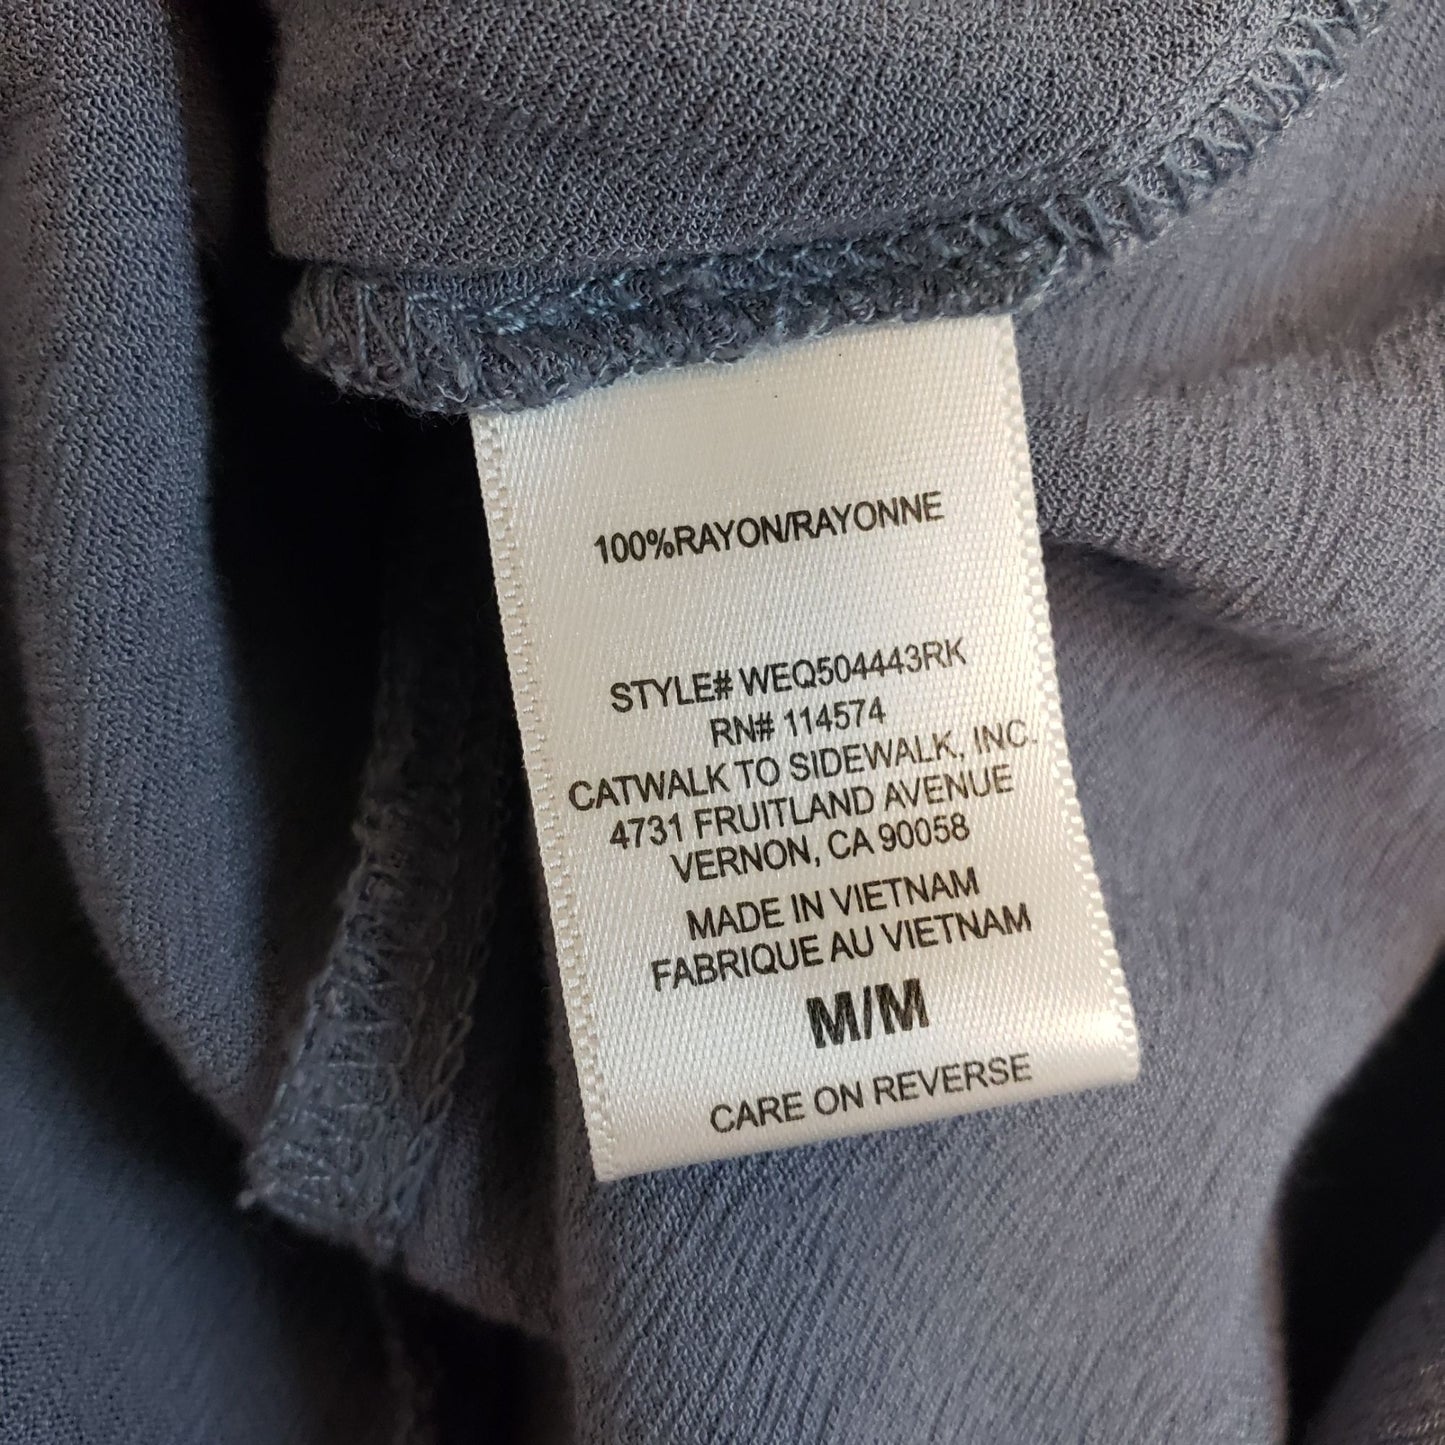 100%RAYON/RAYONNE
STYLE# WEQ504443RK
RN# 114574
CATWALK TO SIDEWALK, INC.
4731 FRUITLAND AVENUE
VERNON, CA 90058
MADE IN VIETNAM
FABRIQUE AU VIETNAM
M/M
CARE ON REVERSE